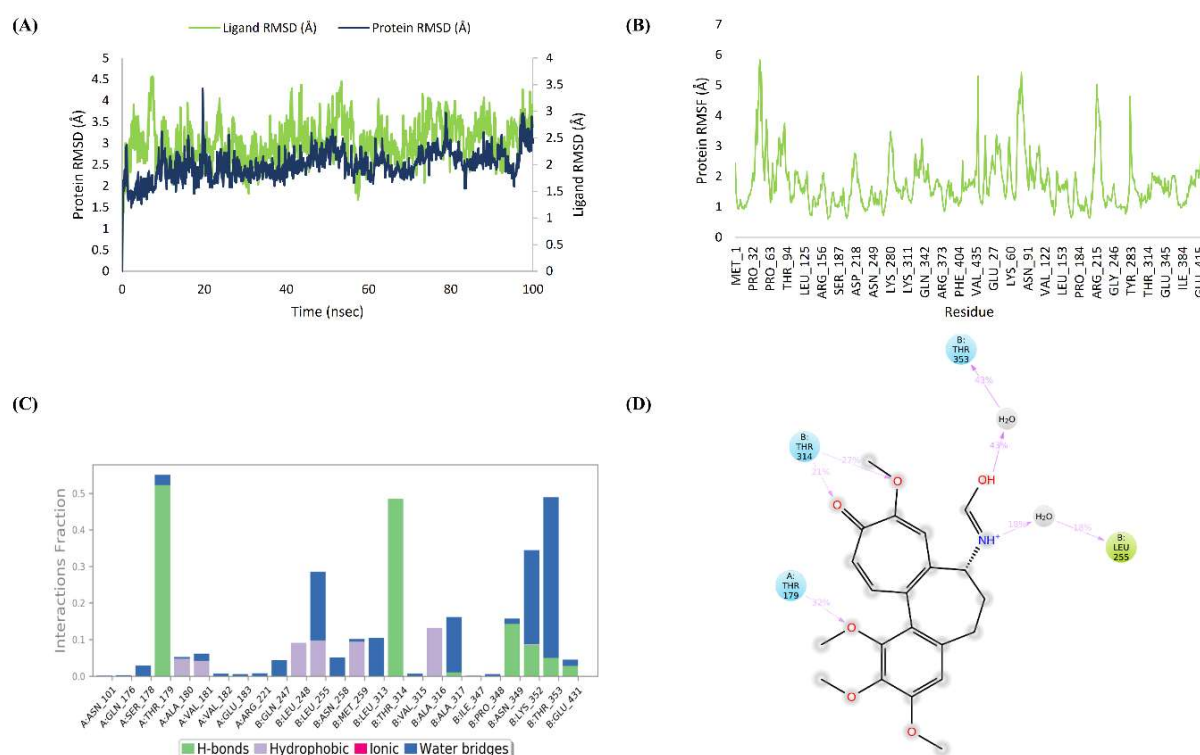 (A)
Ligand RMSD (Å) Protein RMSD (Å)
5 4.5 4 3.5 3 2.5 2 1.5 1 0.5 0
Protein RMSD (Å)
4 3.5 3 2.5 2 1.5 1 0.5 0
Ligand RMSD (Å)
0 20 40 60 80 100
Time (nsec)
(B)
7 6 5 4 3 2 1 0
Protein RMSF (Å)
MET_1 PRO_32 PRO_63 THR_94 LEU_125 ARG_156 SER_187 ASP_218 ASN_249 LYS_280 LYS_311 GLN_342 ARG_373 PHE_404 VAL_435 GLU_27 LYS_60 ASN_91 VAL_122 LEU_153 PRO_184 ARG_215 GLY_246 TYR_283 THR_314 GLU_345 ILE_384 GLU_415
Residue
(C)
0.5 0.4 0.3 0.2 0.1 0.0
Interactions Fraction
A:ASN_101 A:GLN_176 A:SER_178 A:THR_179 A:ALA_180 A:VAL_181 A:VAL_182 A:GLU_183 A:ARG_221 B:GLN_247 B:LEU_248 B:LEU_255 B:ASN_258 B:MET_259 B:LEU_313 B:THR_314 B:VAL_315 B:ALA_316 B:ALA_317 B:ILE_347 B:PRO_348 B:ASN_349 B:LYS_352 B:THR_353 B:GLU_431
H-bonds Hydrophobic Ionic Water bridges
(D)
B:
THR
353
43%
H₂O
43%
B:
THR
314
27%
21%
O
O
OH
H₂O
18%
18%
NH⁺
B:
LEU
255
A:
THR
179
32%
O
O
O